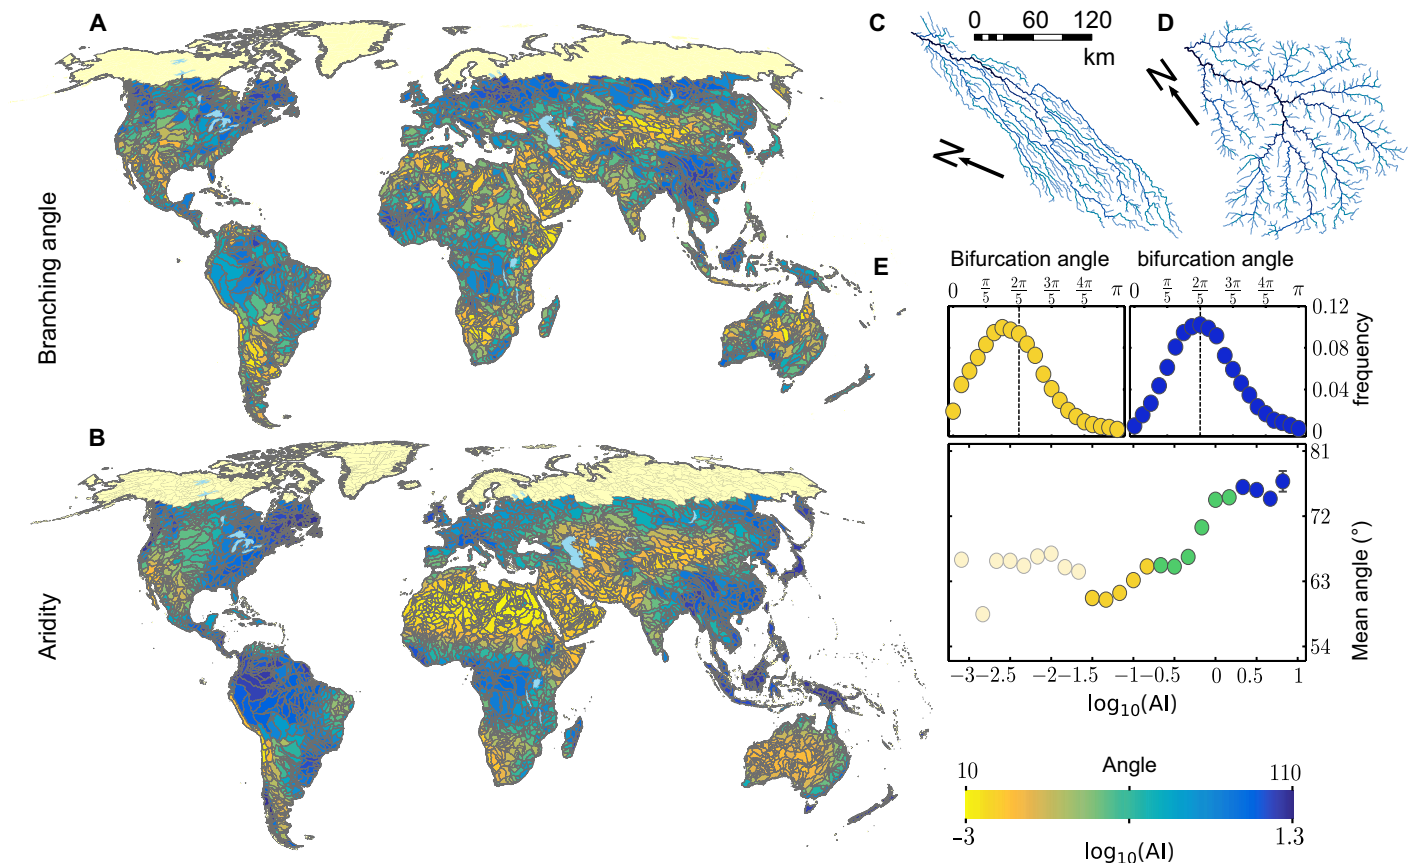 A
Branching angle
B
Aridity
C
0 60 120
km
N
D
N
E
Bifurcation angle
0 π/5 2π/5 3π/5 4π/5 π
bifurcation angle
0 π/5 2π/5 3π/5 4π/5 π
0.12
0.08
0.04
0
frequency
81
72
63
54
Mean angle (°)
−3 −2.5 −2 −1.5 −1 −0.5 0 0.5 1
log10(AI)
10 Angle 110
−3 1.3
log10(AI)